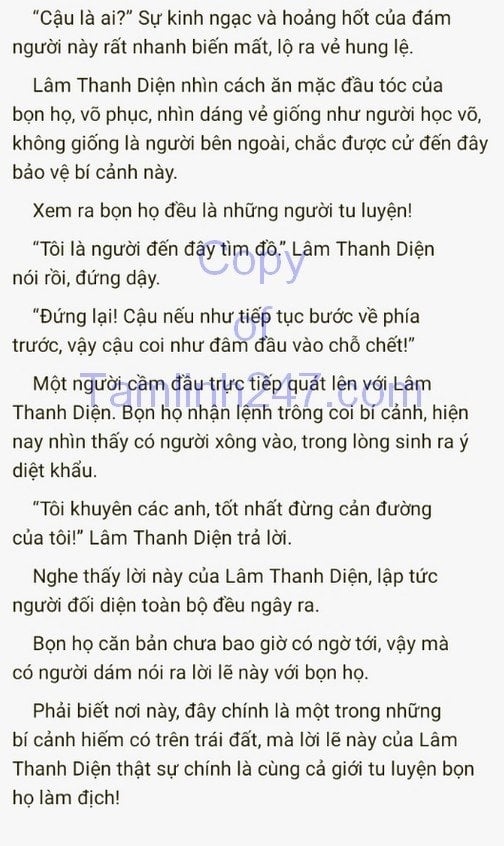 “Cậu là ai?” Sự kinh ngạc và hoảng hốt của đám
người này rất nhanh biến mất, lộ ra vẻ hung lệ.
Lâm Thanh Diện nhìn cách ăn mặc đầu tóc của
bọn họ, võ phục, nhìn dáng vẻ giống như người học võ,
không giống là người bên ngoài, chắc được cử đến đây
bảo vệ bí cảnh này.
Xem ra bọn họ đều là những người tu luyện!
“Tôi là người đến đây tìm đồ.” Lâm Thanh Diện
nói rồi, đứng dậy.
Copy
of
Tamlinh247.com
“Đứng lại! Cậu nếu như tiếp tục bước về phía
trước, vậy cậu coi như đâm đầu vào chỗ chết!”
Một người cầm đầu trực tiếp quát lên với Lâm
Thanh Diện. Bọn họ nhận lệnh trông coi bí cảnh, hiện
nay nhìn thấy có người xông vào, trong lòng sinh ra ý
diệt khẩu.
“Tôi khuyên các anh, tốt nhất đừng cản đường
của tôi!” Lâm Thanh Diện trả lời.
Nghe thấy lời này của Lâm Thanh Diện, lập tức
người đối diện toàn bộ đều ngây ra.
Bọn họ căn bản chưa bao giờ có ngờ tới, vậy mà
có người dám nói ra lời lẽ này với bọn họ.
Phải biết nơi này, đây chính là một trong những
bí cảnh hiếm có trên trái đất, mà lời lẽ này của Lâm
Thanh Diện thật sự chính là cùng cả giới tu luyện bọn
họ làm địch!